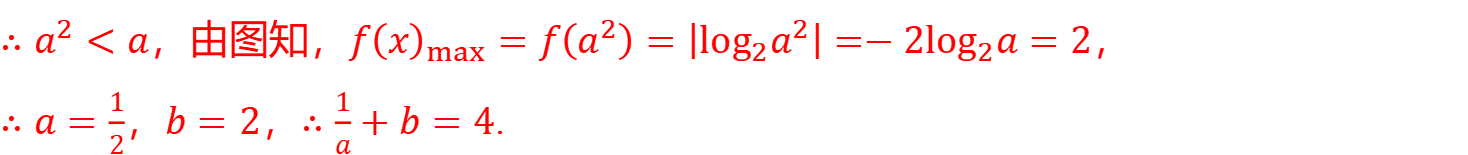 ∴ a² < a，由图知，f(x)ₘₐₓ = f(a²) = |log₂a²| =− 2log₂a = 2，
∴ a = 1/2，b = 2，∴ 1/a + b = 4.